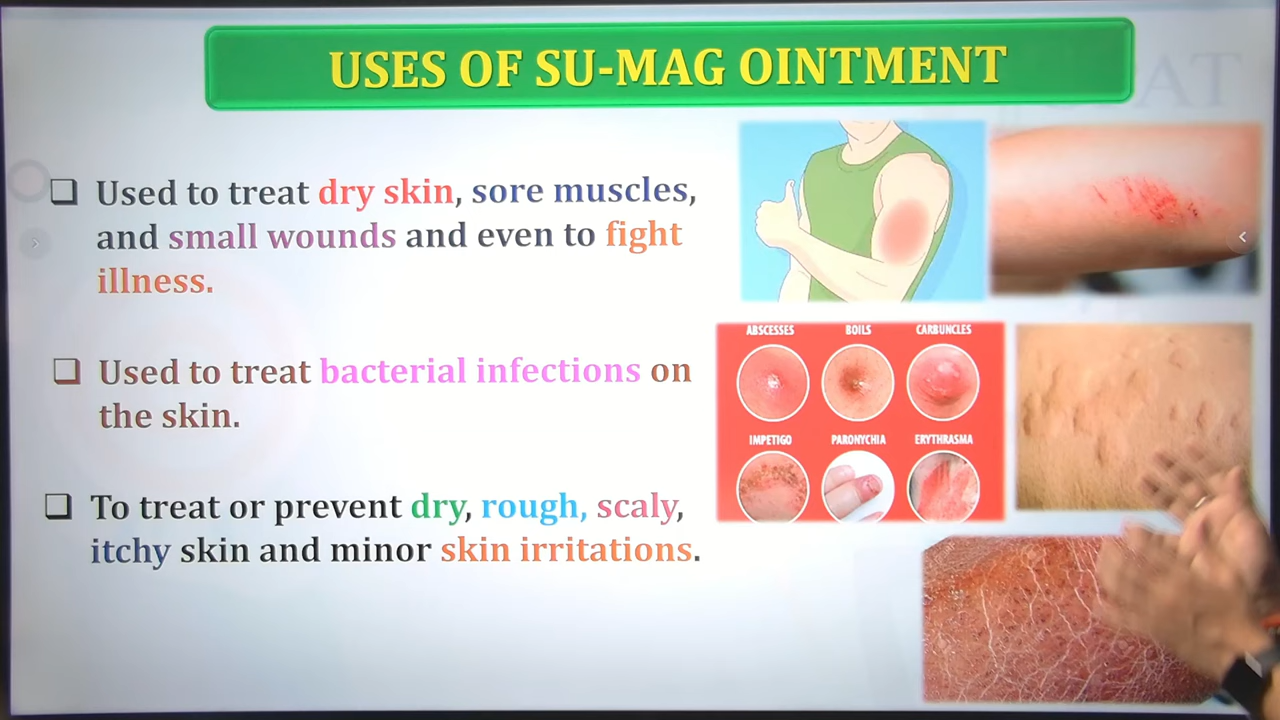 USES OF SU-MAG OINTMENT
Used to treat dry skin, sore muscles,
and small wounds and even to fight
illness.
Used to treat bacterial infections on
the skin.
To treat or prevent dry, rough, scaly,
itchy skin and minor skin irritations.
ABSCESSES BOILS CARBUNCLES
IMPETIGO PARONYCHIA ERYTHRASMA